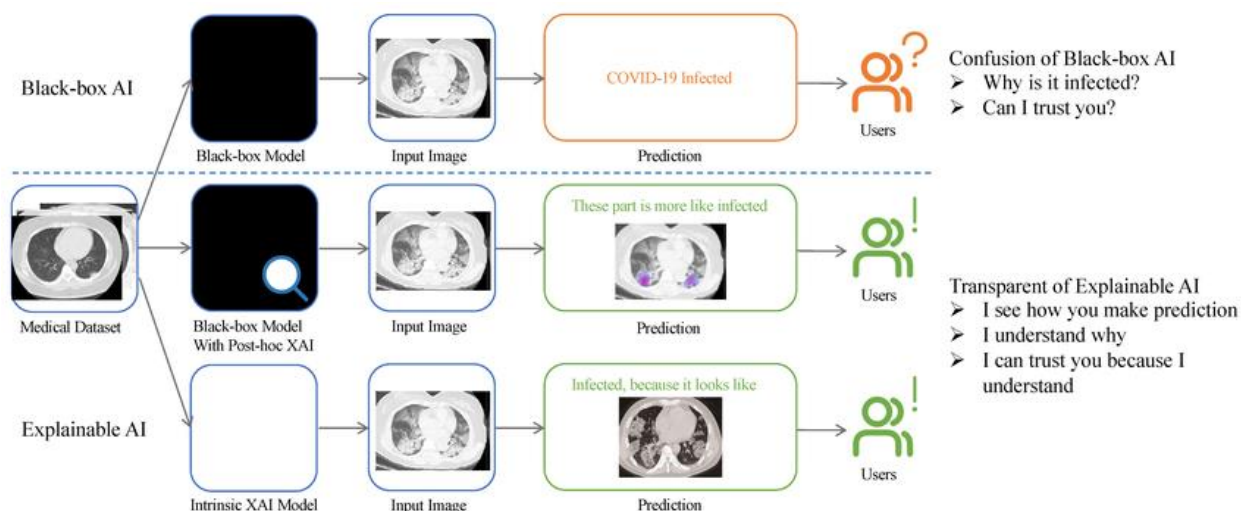 Black-box AI
Black-box Model
Input Image
COVID-19 Infected
Prediction
?
Users
Confusion of Black-box AI
➢ Why is it infected?
➢ Can I trust you?
Medical Dataset
Black-box Model
With Post-hoc XAI
Input Image
These part is more like infected
Prediction
!
Users
Transparent of Explainable AI
➢ I see how you make prediction
➢ I understand why
➢ I can trust you because I
understand
Explainable AI
Intrinsic XAI Model
Input Image
Infected, because it looks like
Prediction
!
Users